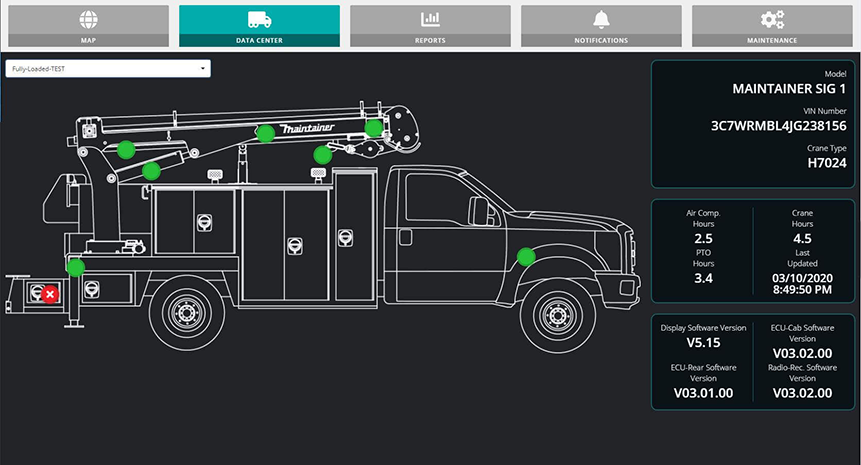 MAP
DATA CENTER
REPORTS
NOTIFICATIONS
MAINTENANCE
Fully-Loaded-TEST
Maintainer
Model
MAINTAINER SIG 1
VIN Number
3C7WRMBL4JG238156
Crane Type
H7024
Air Comp.
Hours
2.5
PTO
Hours
3.4
Crane
Hours
4.5
Last
Updated
03/10/2020
8:49:50 PM
Display Software Version
V5.15
ECU-Rear Software
Version
V03.01.00
ECU-Cab Software
Version
V03.02.00
Radio-Rec. Software
Version
V03.02.00